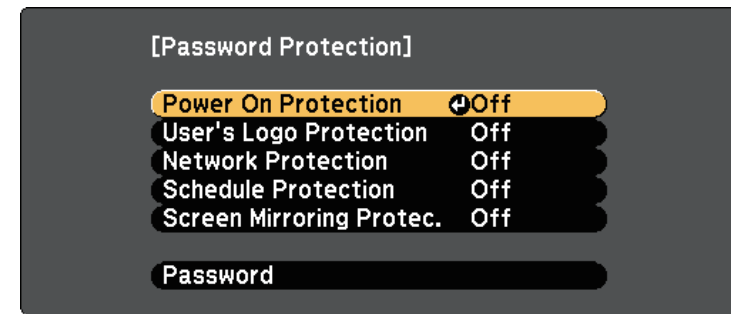 [Password Protection]
Power On Protection Off
User's Logo Protection Off
Network Protection Off
Schedule Protection Off
Screen Mirroring Protec. Off
Password